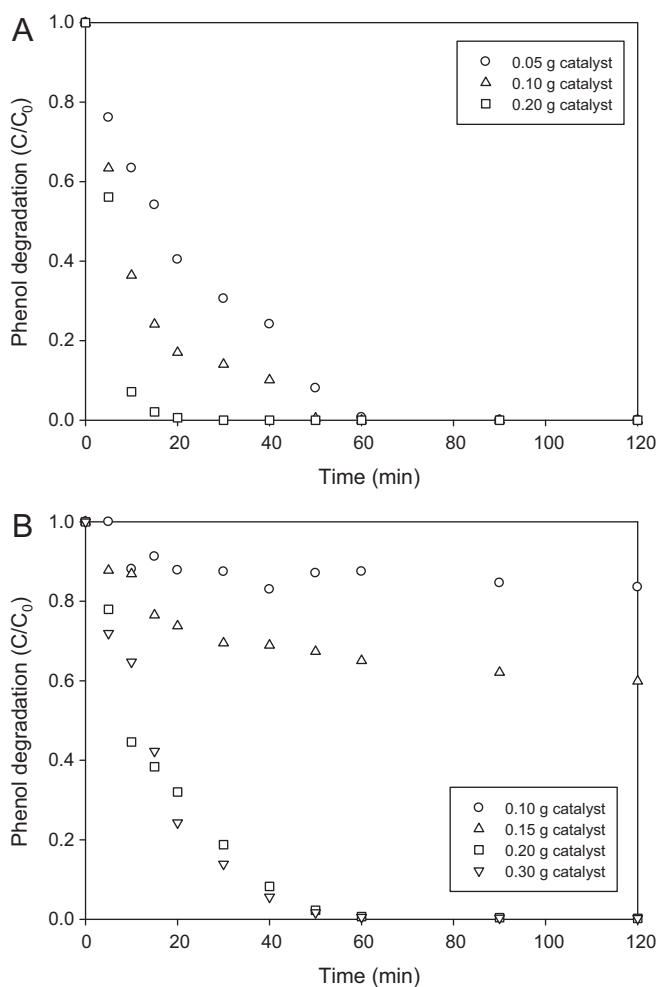 A
Phenol degradation (C/C0)
1.0
0.8
0.6
0.4
0.2
0.0
0.05 g catalyst
0.10 g catalyst
0.20 g catalyst
0 20 40 60 80 100 120
Time (min)
B
Phenol degradation (C/C0)
1.0
0.8
0.6
0.4
0.2
0.0
0.10 g catalyst
0.15 g catalyst
0.20 g catalyst
0.30 g catalyst
0 20 40 60 80 100 120
Time (min)